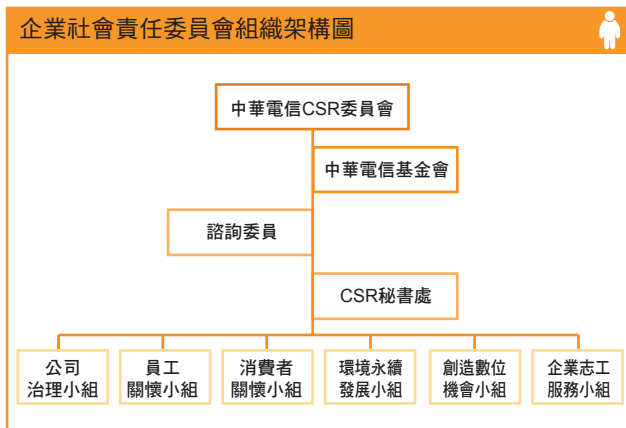 企業社會責任委員會組織架構圖
中華電信CSR委員會
中華電信基金會
諮詢委員
CSR秘書處
公司
治理小組
員工
關懷小組
消費者
關懷小組
環境永續
發展小組
創造數位
機會小組
企業志工
服務小組